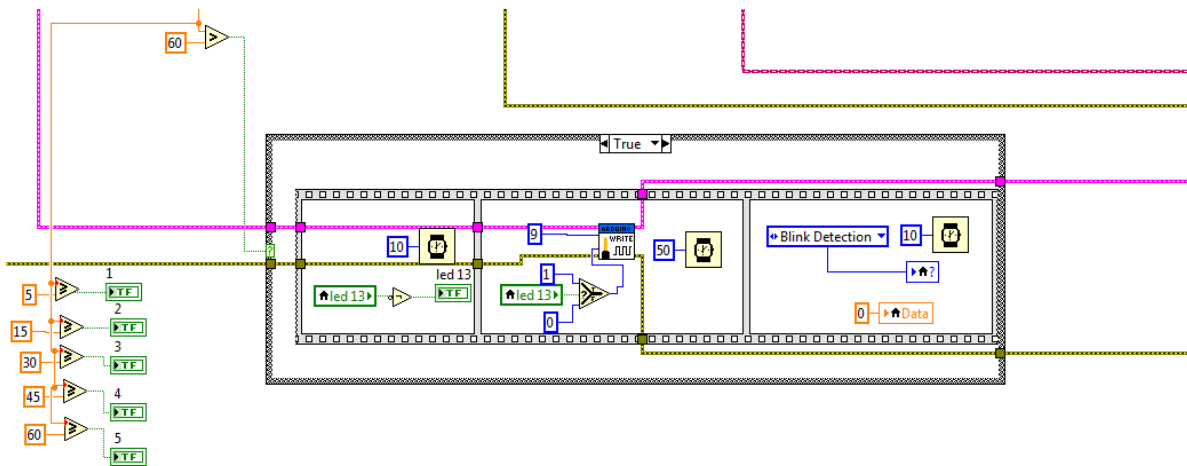 60
True
9
ARDUINO
WRITE
10
50
Blink Detection
10
?
?
led 13
led 13
1
led 13
?
0
0
Data
1
TF
5
2
TF
15
3
TF
30
4
TF
45
5
TF
60
TF